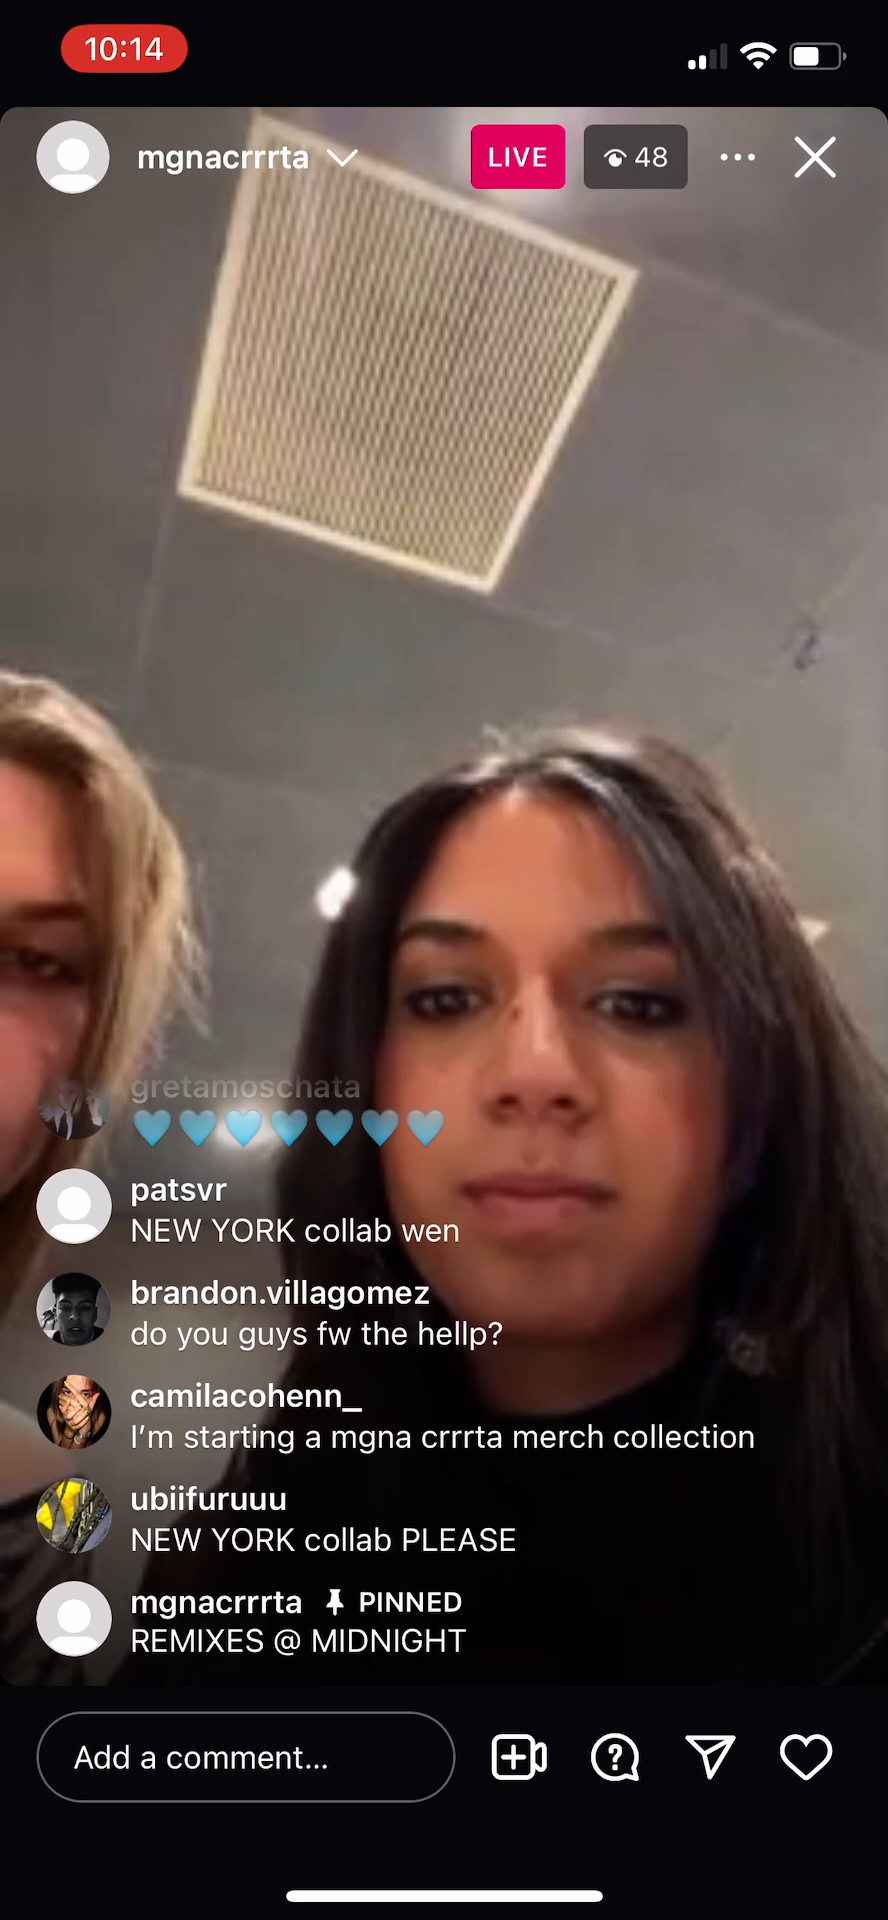 10:14
mgnacrrrta
LIVE
48
gretamoschata
🩵🩵🩵🩵🩵🩵🩵
patsvr
NEW YORK collab wen
brandon.villagomez
do you guys fw the hellp?
camilacohenn_
I’m starting a mgna crrrta merch collection
ubiifuruuu
NEW YORK collab PLEASE
mgnacrrrta PINNED
REMIXES @ MIDNIGHT
Add a comment...